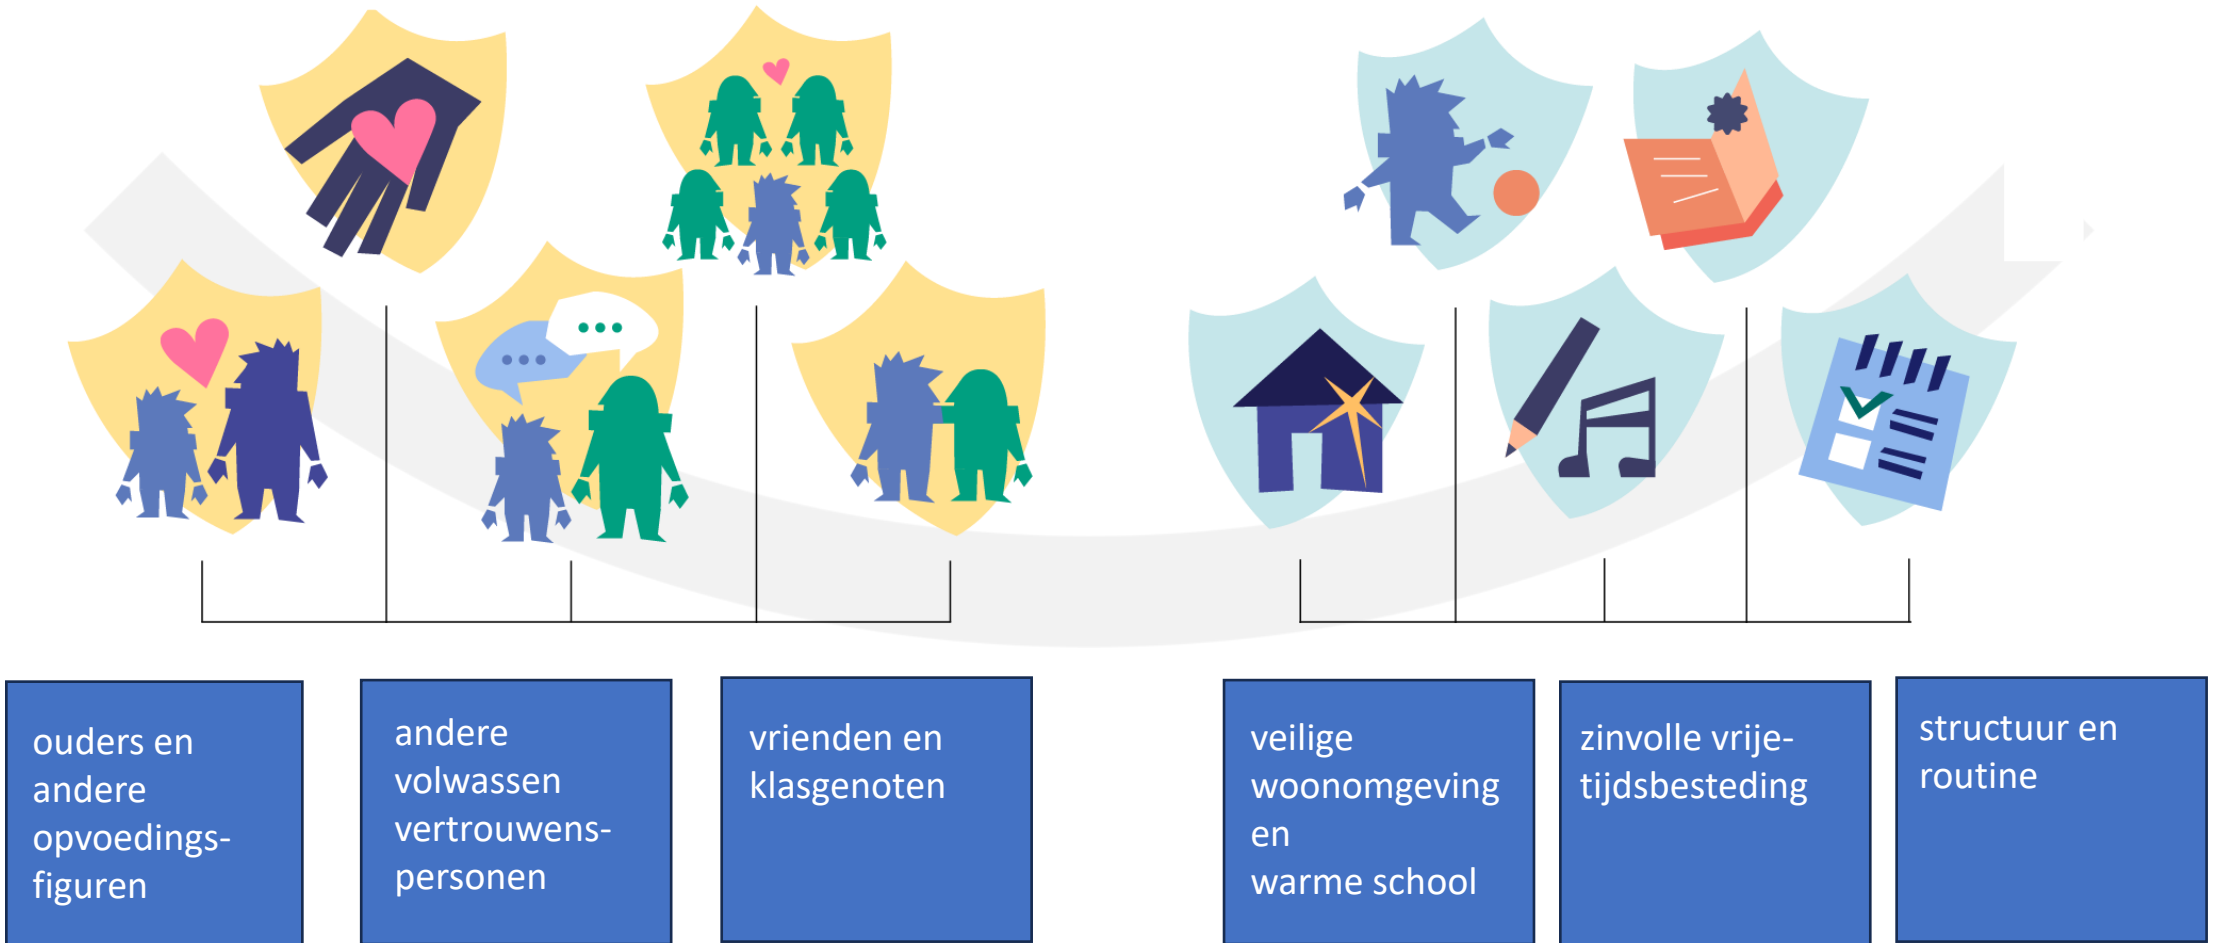 ouders en
andere
opvoedings-
figuren
andere
volwassen
vertrouwens-
personen
vrienden en
klasgenoten
veilige
woonomgeving
en
warme school
zinvolle vrije-
tijdsbesteding
structuur en
routine